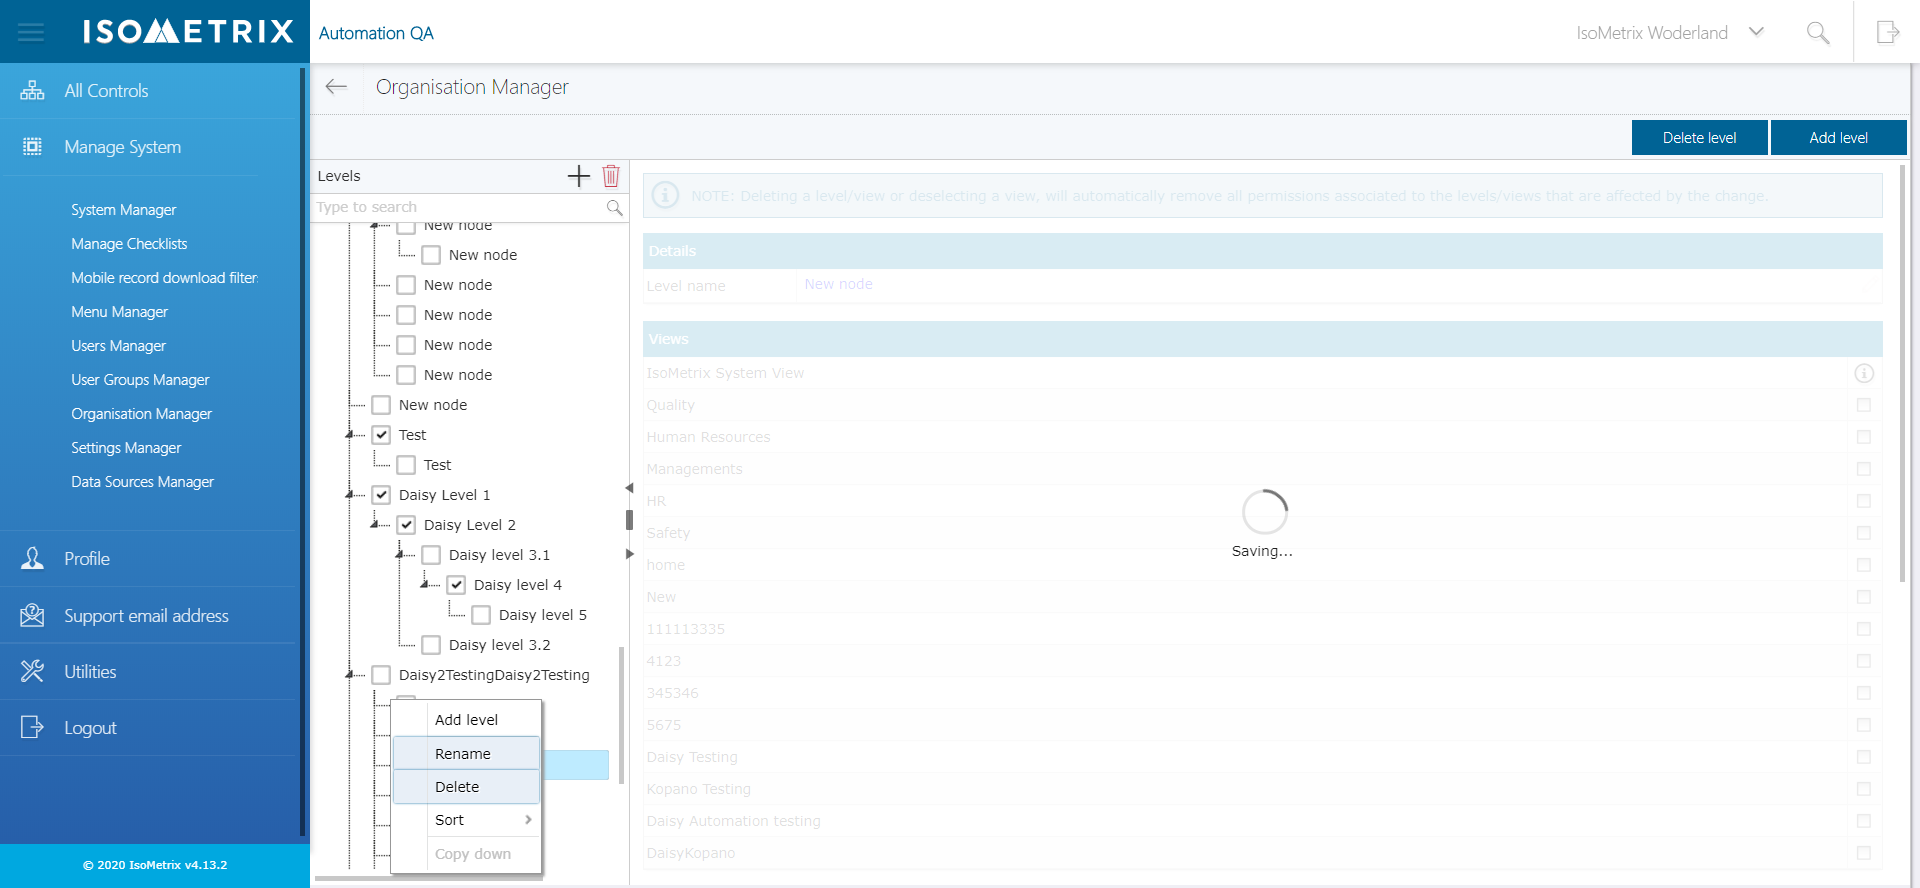 ISOMETRIX
Automation QA
IsoMetrix Woderland
All Controls
Manage System
System Manager
Manage Checklists
Mobile record download filter
Menu Manager
Users Manager
User Groups Manager
Organisation Manager
Settings Manager
Data Sources Manager
Profile
Support email address
Utilities
Logout
© 2020 IsoMetrix v4.13.2
Organisation Manager
Delete level
Add level
Levels
Type to search
New node
New node
New node
New node
New node
New node
New node
Test
Test
Daisy Level 1
Daisy Level 2
Daisy level 3.1
Daisy level 4
Daisy level 5
Daisy level 3.2
Daisy2TestingDaisy2Testing
Add level
Rename
Delete
Sort
Copy down
NOTE: Deleting a level/view or deselecting a view, will automatically remove all permissions associated to the levels/views that are affected by the change.
Details
Level name New node
Views
IsoMetrix System View
Quality
Human Resources
Managements
HR
Safety
home
New
111113335
4123
345346
5675
Daisy Testing
Kopano Testing
Daisy Automation testing
DaisyKopano
Saving...